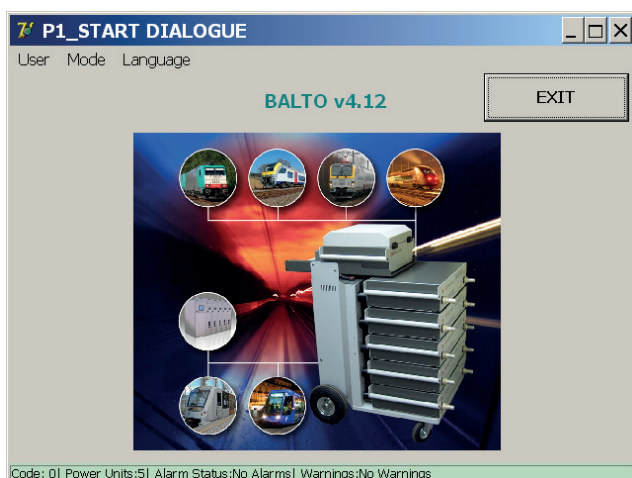 P1_START DIALOGUE
User Mode Language
BALTO v4.12
EXIT
Code: 0| Power Units:5| Alarm Status:No Alarms| Warnings:No Warnings